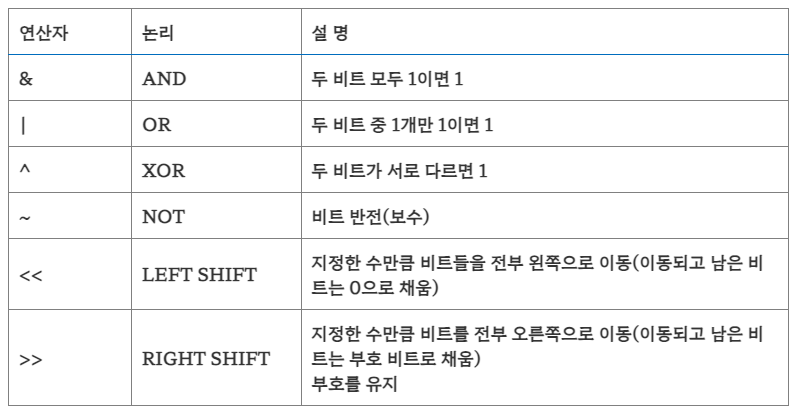 연산자 논리 설 명
& AND 두 비트 모두 1이면 1
| OR 두 비트 중 1개만 1이면 1
^ XOR 두 비트가 서로 다르면 1
~ NOT 비트 반전(보수)
<< LEFT SHIFT 지정한 수만큼 비트들을 전부 왼쪽으로 이동(이동되고 남은 비
트는 0으로 채움)
>> RIGHT SHIFT 지정한 수만큼 비트를 전부 오른쪽으로 이동(이동되고 남은 비
트는 부호 비트로 채움)
부호를 유지